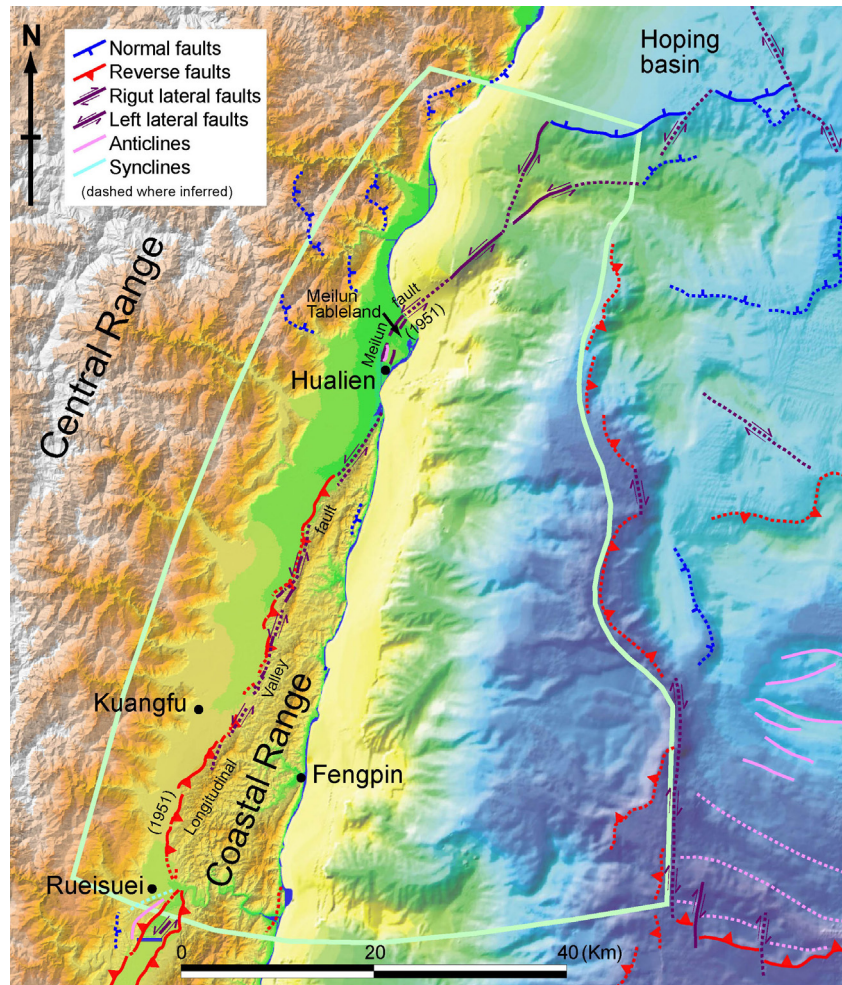 N
Normal faults
Reverse faults
Rigut lateral faults
Left lateral faults
Anticlines
Synclines
(dashed where inferred)
Hoping
basin
Central Range
Meilun
Tableland
Meilun fault
(1951)
Hualien
Longitudinal Valley fault
Kuangfu
Coastal Range
Fengpin
(1951)
Rueisuei
0 20 40 (Km)